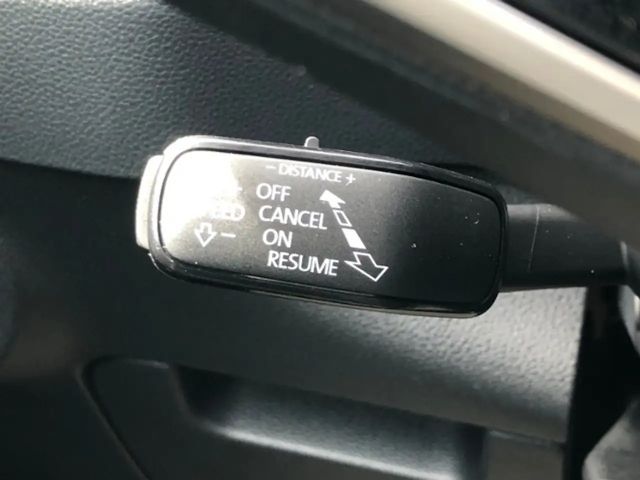 − DISTANCE +
OFF
CANCEL
ON
−
RESUME